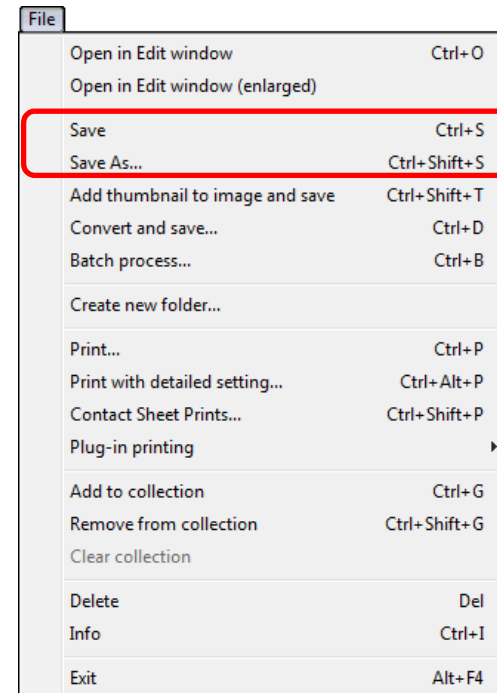 File
Open in Edit window Ctrl+O
Open in Edit window (enlarged)
Save Ctrl+S
Save As... Ctrl+Shift+S
Add thumbnail to image and save Ctrl+Shift+T
Convert and save... Ctrl+D
Batch process... Ctrl+B
Create new folder...
Print... Ctrl+P
Print with detailed setting... Ctrl+Alt+P
Contact Sheet Prints... Ctrl+Shift+P
Plug-in printing
Add to collection Ctrl+G
Remove from collection Ctrl+Shift+G
Clear collection
Delete Del
Info Ctrl+I
Exit Alt+F4